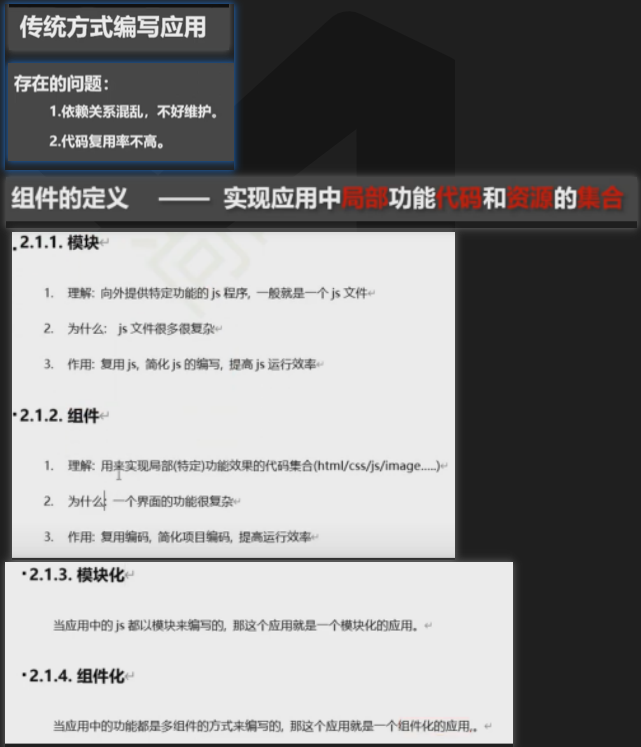 传统方式编写应用
存在的问题：
1.依赖关系混乱，不好维护。
2.代码复用率不高。
组件的定义 —— 实现应用中局部功能代码和资源的集合
2.1.1. 模块
1. 理解: 向外提供特定功能的 js 程序, 一般就是一个 js 文件
2. 为什么: js 文件很多很复杂
3. 作用: 复用 js, 简化 js 的编写, 提高 js 运行效率
2.1.2. 组件
1. 理解: 用来实现局部(特定)功能效果的代码集合(html/css/js/image.....)
2. 为什么: 一个界面的功能很复杂
3. 作用: 复用编码, 简化项目编码, 提高运行效率
2.1.3. 模块化
当应用中的 js 都以模块来编写的, 那这个应用就是一个模块化的应用。
2.1.4. 组件化
当应用中的功能都是多组件的方式来编写的, 那这个应用就是一个组件化的应用,。